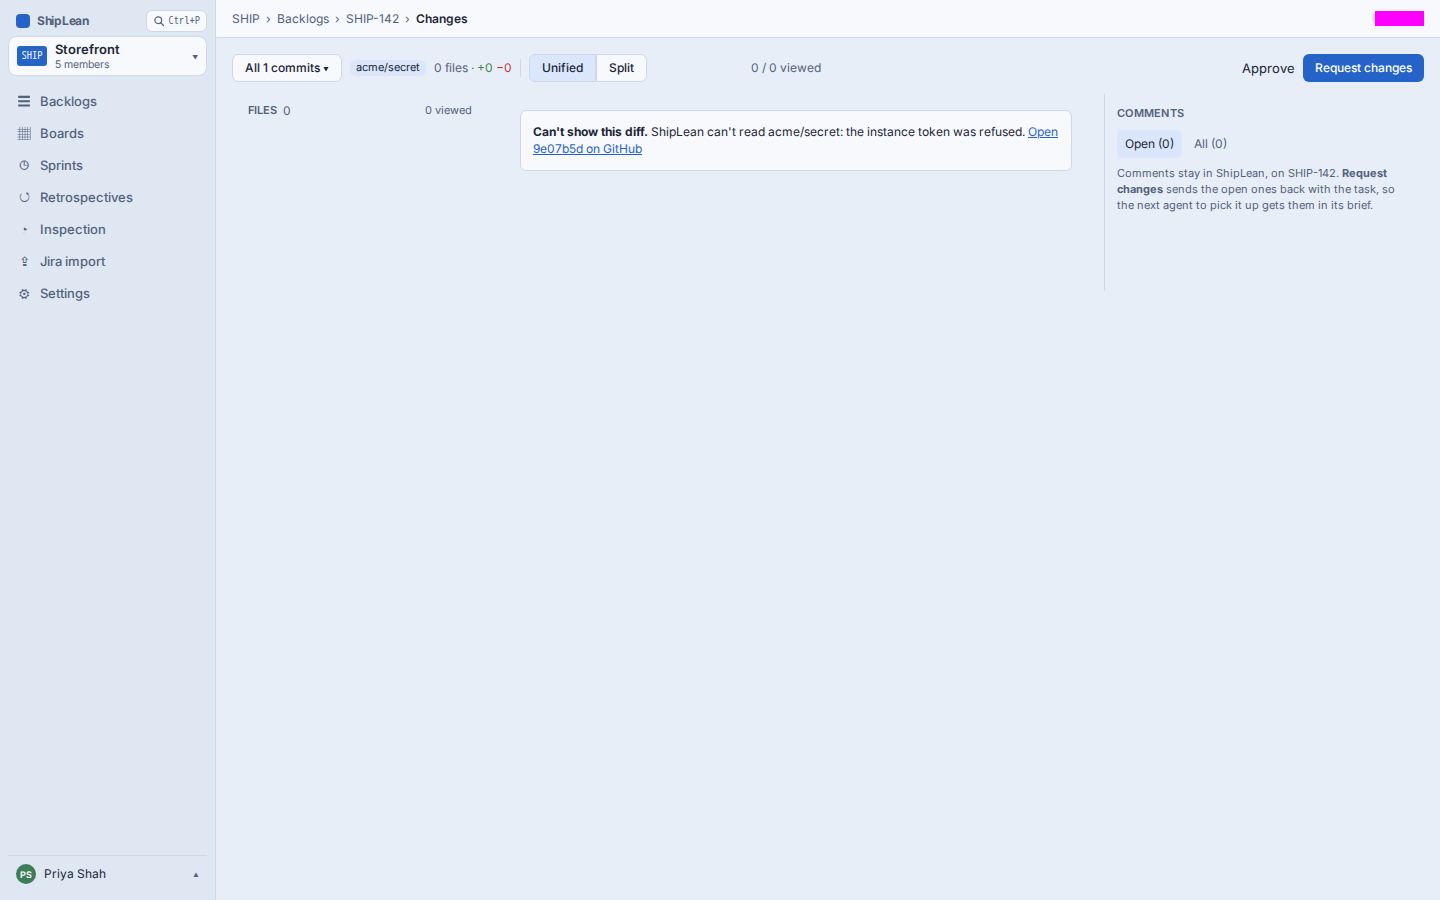 ShipLean
Ctrl+P
SHIP
Storefront
5 members
Backlogs
Boards
Sprints
Retrospectives
Inspection
Jira import
Settings
PS
Priya Shah
SHIP › Backlogs › SHIP-142 › Changes
All 1 commits
acme/secret
0 files · +0 −0
Unified
Split
0 / 0 viewed
Approve
Request changes
FILES 0
0 viewed
Can't show this diff. ShipLean can't read acme/secret: the instance token was refused. Open
9e07b5d on GitHub
COMMENTS
Open (0)
All (0)
Comments stay in ShipLean, on SHIP-142. Request
changes sends the open ones back with the task, so
the next agent to pick it up gets them in its brief.